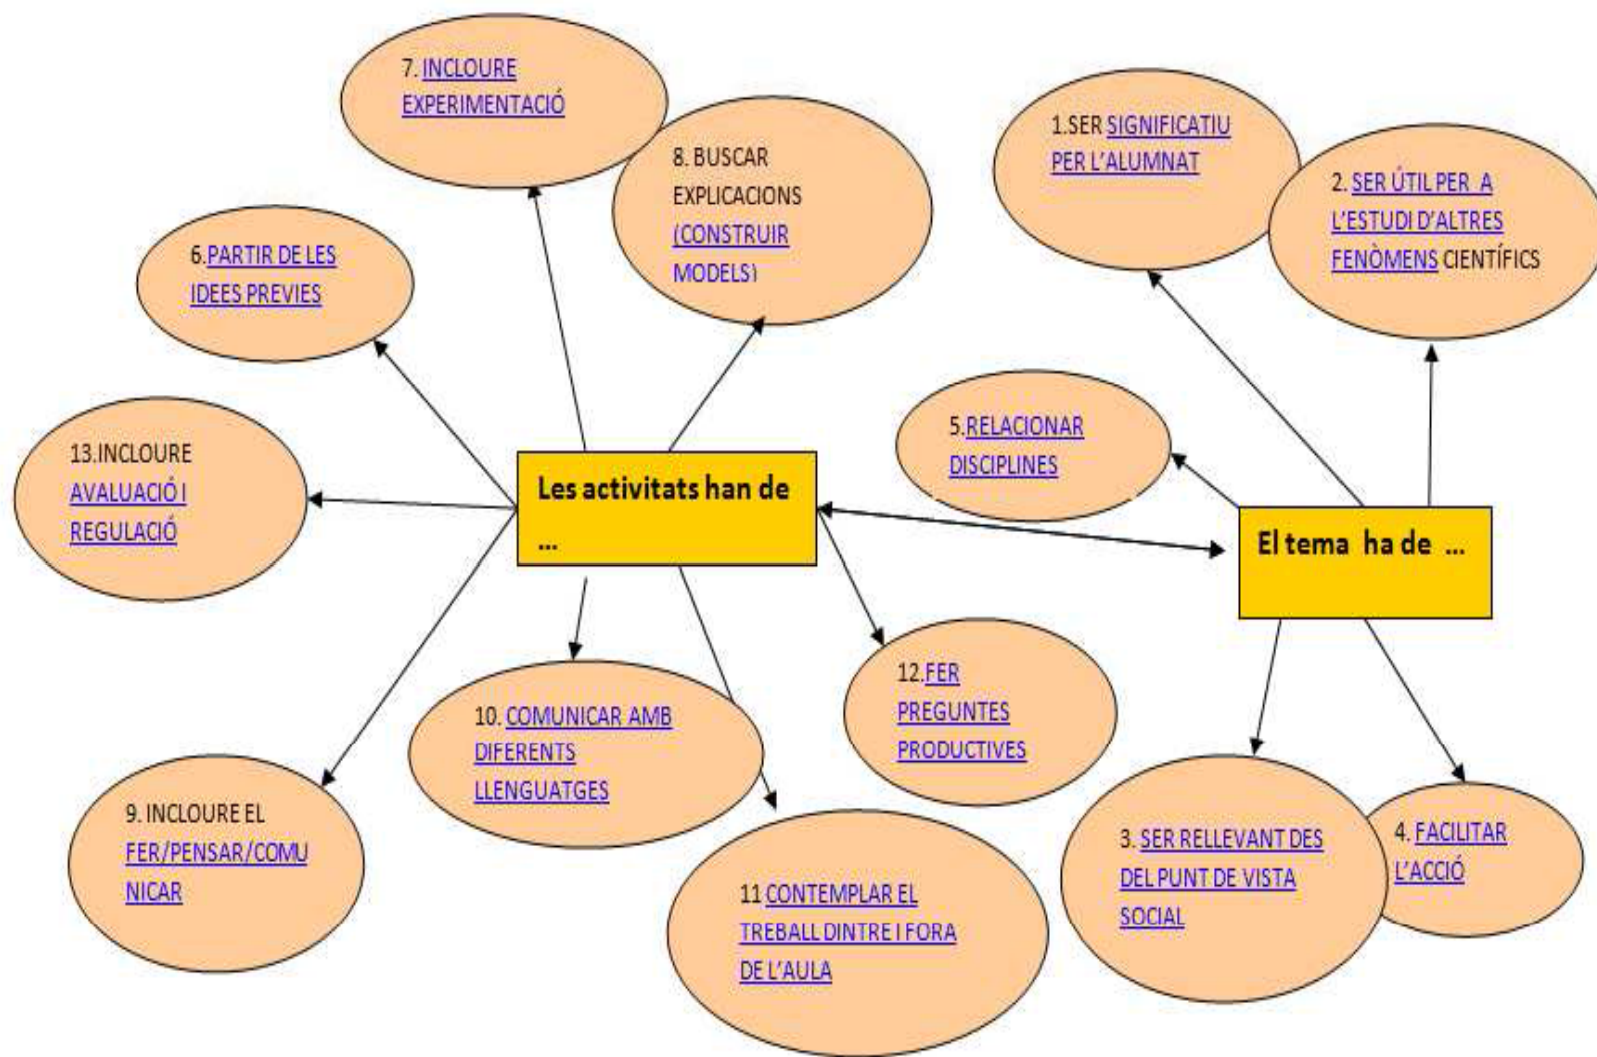 7. INCLOURE
EXPERIMENTACIÓ
8. BUSCAR
EXPLICACIONS
(CONSTRUIR
MODELS)
1.SER SIGNIFICATIU
PER L'ALUMNAT
2. SER ÚTIL PER A
L'ESTUDI D'ALTRES
FENÒMENS CIENTÍFICS
6.PARTIR DE LES
IDEES PREVIES
5.RELACIONAR
DISCIPLINES
13.INCLOURE
AVALUACIÓ I
REGULACIÓ
Les activitats han de
...
El tema ha de ...
10. COMUNICAR AMB
DIFERENTS
LLENGUATGES
12.FER
PREGUNTES
PRODUCTIVES
9. INCLOURE EL
FER/PENSAR/COMU
NICAR
11 CONTEMPLAR EL
TREBALL DINTRE I FORA
DE L'AULA
3. SER RELLEVANT DES
DEL PUNT DE VISTA
SOCIAL
4. FACILITAR
L'ACCIÓ